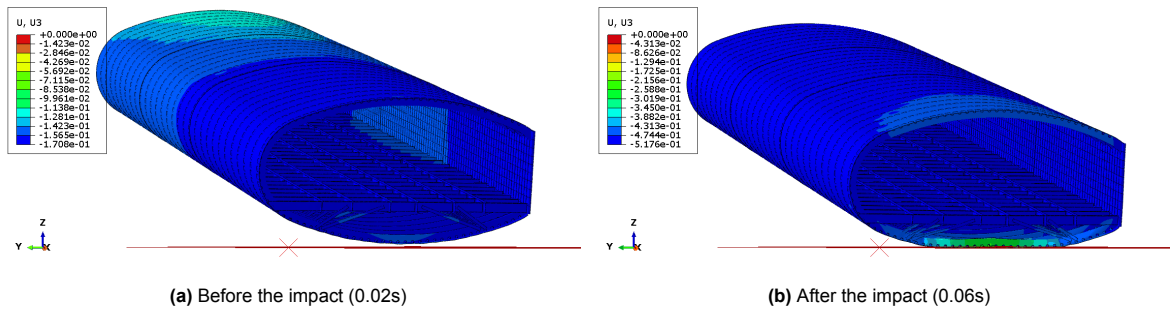 U, U3
+0.000e+00
-1.423e-02
-2.846e-02
-4.269e-02
-5.692e-02
-7.115e-02
-8.538e-02
-9.961e-02
-1.138e-01
-1.281e-01
-1.423e-01
-1.565e-01
-1.708e-01
Z
Y
X
(a) Before the impact (0.02s)
U, U3
+0.000e+00
-4.313e-02
-8.626e-02
-1.294e-01
-1.725e-01
-2.156e-01
-2.588e-01
-3.019e-01
-3.450e-01
-3.882e-01
-4.313e-01
-4.744e-01
-5.176e-01
Z
Y
X
(b) After the impact (0.06s)